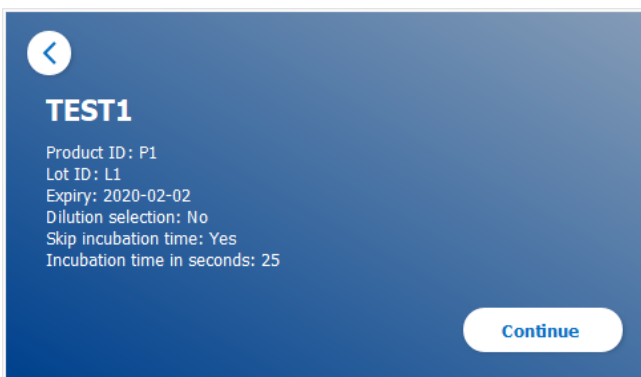 TEST1
Product ID: P1
Lot ID: L1
Expiry: 2020-02-02
Dilution selection: No
Skip incubation time: Yes
Incubation time in seconds: 25
Continue